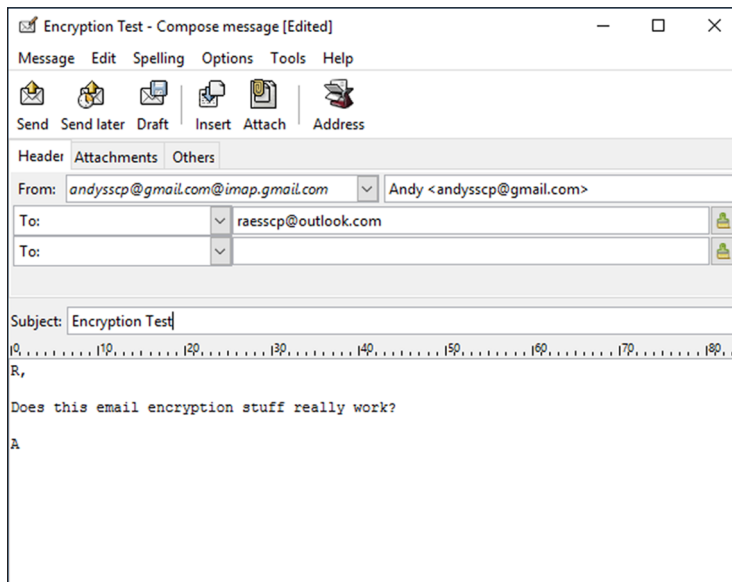 Encryption Test - Compose message [Edited]
Message Edit Spelling Options Tools Help
Send Send later Draft Insert Attach Address
Header Attachments Others
From: andysscp@gmail.com@imap.gmail.com Andy <andysscp@gmail.com>
To: raesscp@outlook.com
To:
Subject: Encryption Test
0 10 20 30 40 50 60 70 80
R,
Does this email encryption stuff really work?
A